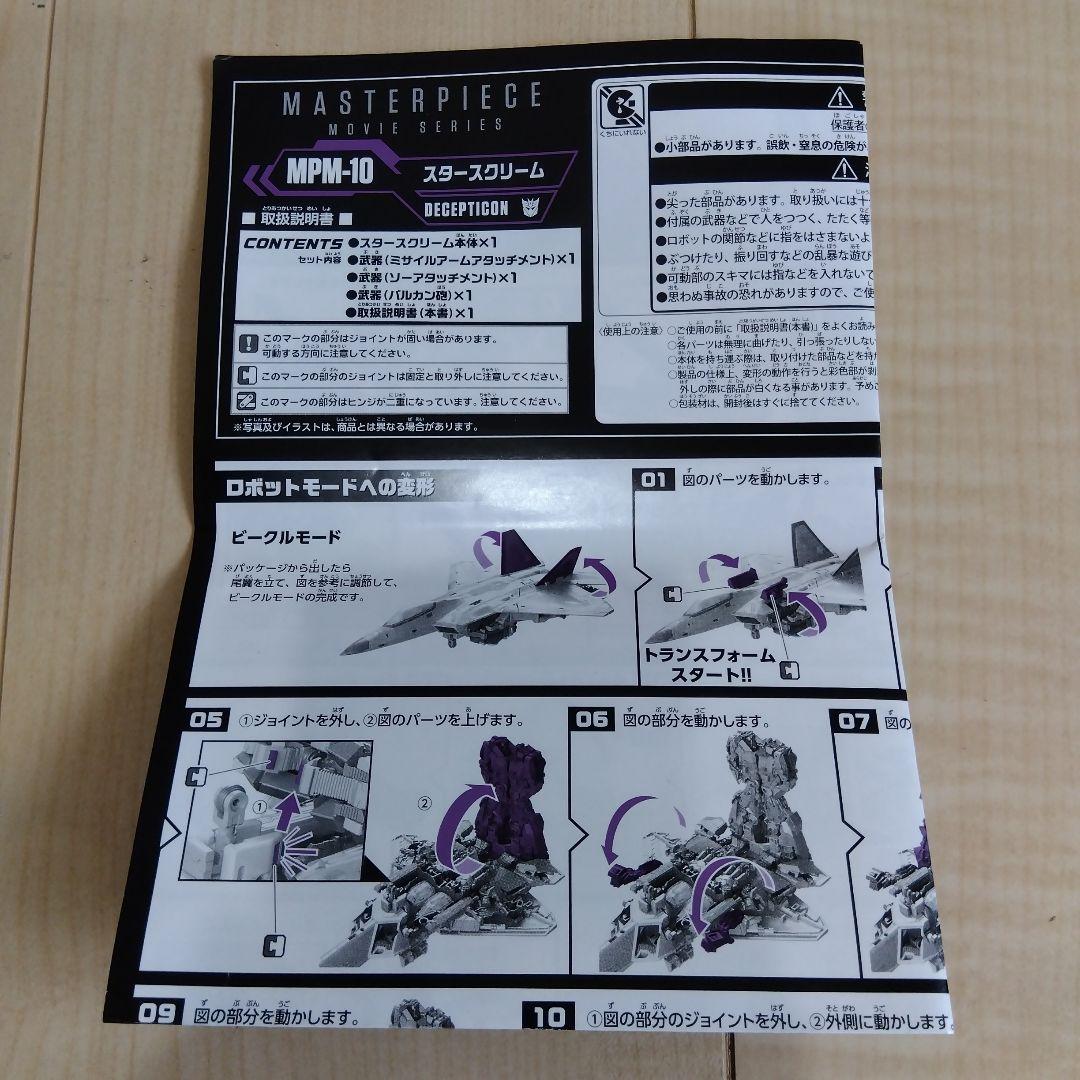 MASTERPIECE
MOVIE SERIES
MPM-10
スタースクリーム
DECEPTICON
■ 取扱説明書 ■
CONTENTS
セット内容
●スタースクリーム本体×1
●武器(ミサイルアームアタッチメント)×1
●武器(ソーアタッチメント)×1
●武器(バルカン砲)×1
●取扱説明書(本書)×1
このマークの部分はジョイントが固い場合があります。
可動する方向に注意してください。
このマークの部分のジョイントは固定と取り外しに注意してください。
このマークの部分はヒンジが二重になっています。注意してください。
※写真及びイラストは、商品とは異なる場合があります。
くちにいれない
保護者
●小部品があります。誤飲・窒息の危険が
●尖った部品があります。取り扱いには十
●付属の武器などで人をつつく、たたく等
●ロボットの関節などに指をはさまないよ
●ぶつけたり、振り回すなどの乱暴な遊び
●可動部のスキマには指などを入れないで
●思わぬ事故の恐れがありますので、ご使
〈使用上の注意〉
○ご使用の前に「取扱説明書(本書)」をよくお読み
○各パーツは無理に曲げたり、引っ張ったりしない
○本体を持ち運ぶ際は、取り付けた部品などを持た
○製品の仕様上、変形の動作を行うと彩色部が剥
外しの際に部品が白くなる事があります。予めご
○包装材は、開封後はすぐに捨ててください。
ロボットモードへの変形
ビークルモード
※パッケージから出したら
尾翼を立て、図を参考に調節して、
ビークルモードの完成です。
01 図のパーツを動かします。
トランスフォーム
スタート!!
05 ①ジョイントを外し、②図のパーツを上げます。
①
②
06 図の部分を動かします。
07 図の
09 図の部分を動かします。
10 ①図の部分のジョイントを外し、②外側に動かします。